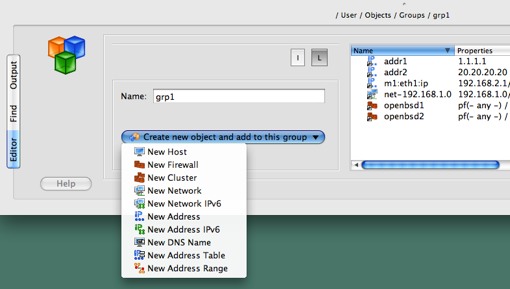 / User / Objects / Groups / grp1
I
L
Name
Properties
addr1
1.1.1.1
addr2
20.20.20.20
m1:eth1:ip
192.168.2.1/
net-192.168.1.0
192.168.1.0/
openbsd1
pf(- any -) /
openbsd2
pf(- any -) /
Output
Find
Editor
Name:
grp1
Create new object and add to this group
New Host
New Firewall
New Cluster
New Network
New Network IPv6
New Address
New Address IPv6
New DNS Name
New Address Table
New Address Range
Help